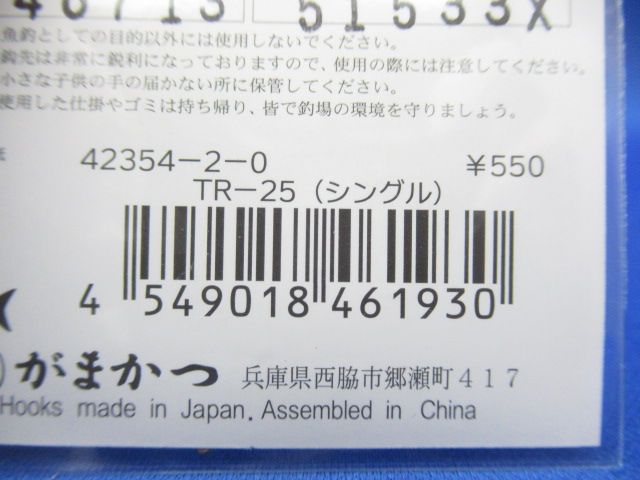 46713 51533X
魚釣としての目的以外には使用しないでください。
鈎先は非常に鋭利になっておりますので、使用の際には注意してください。
小さな子供の手の届かない所に保管してください。
使用した仕掛やゴミは持ち帰り、皆で釣場の環境を守りましょう。
42354-2-0 ¥550
TR-25（シングル）
4 549018 461930
がまかつ 兵庫県西脇市郷瀬町417
Hooks made in Japan. Assembled in China